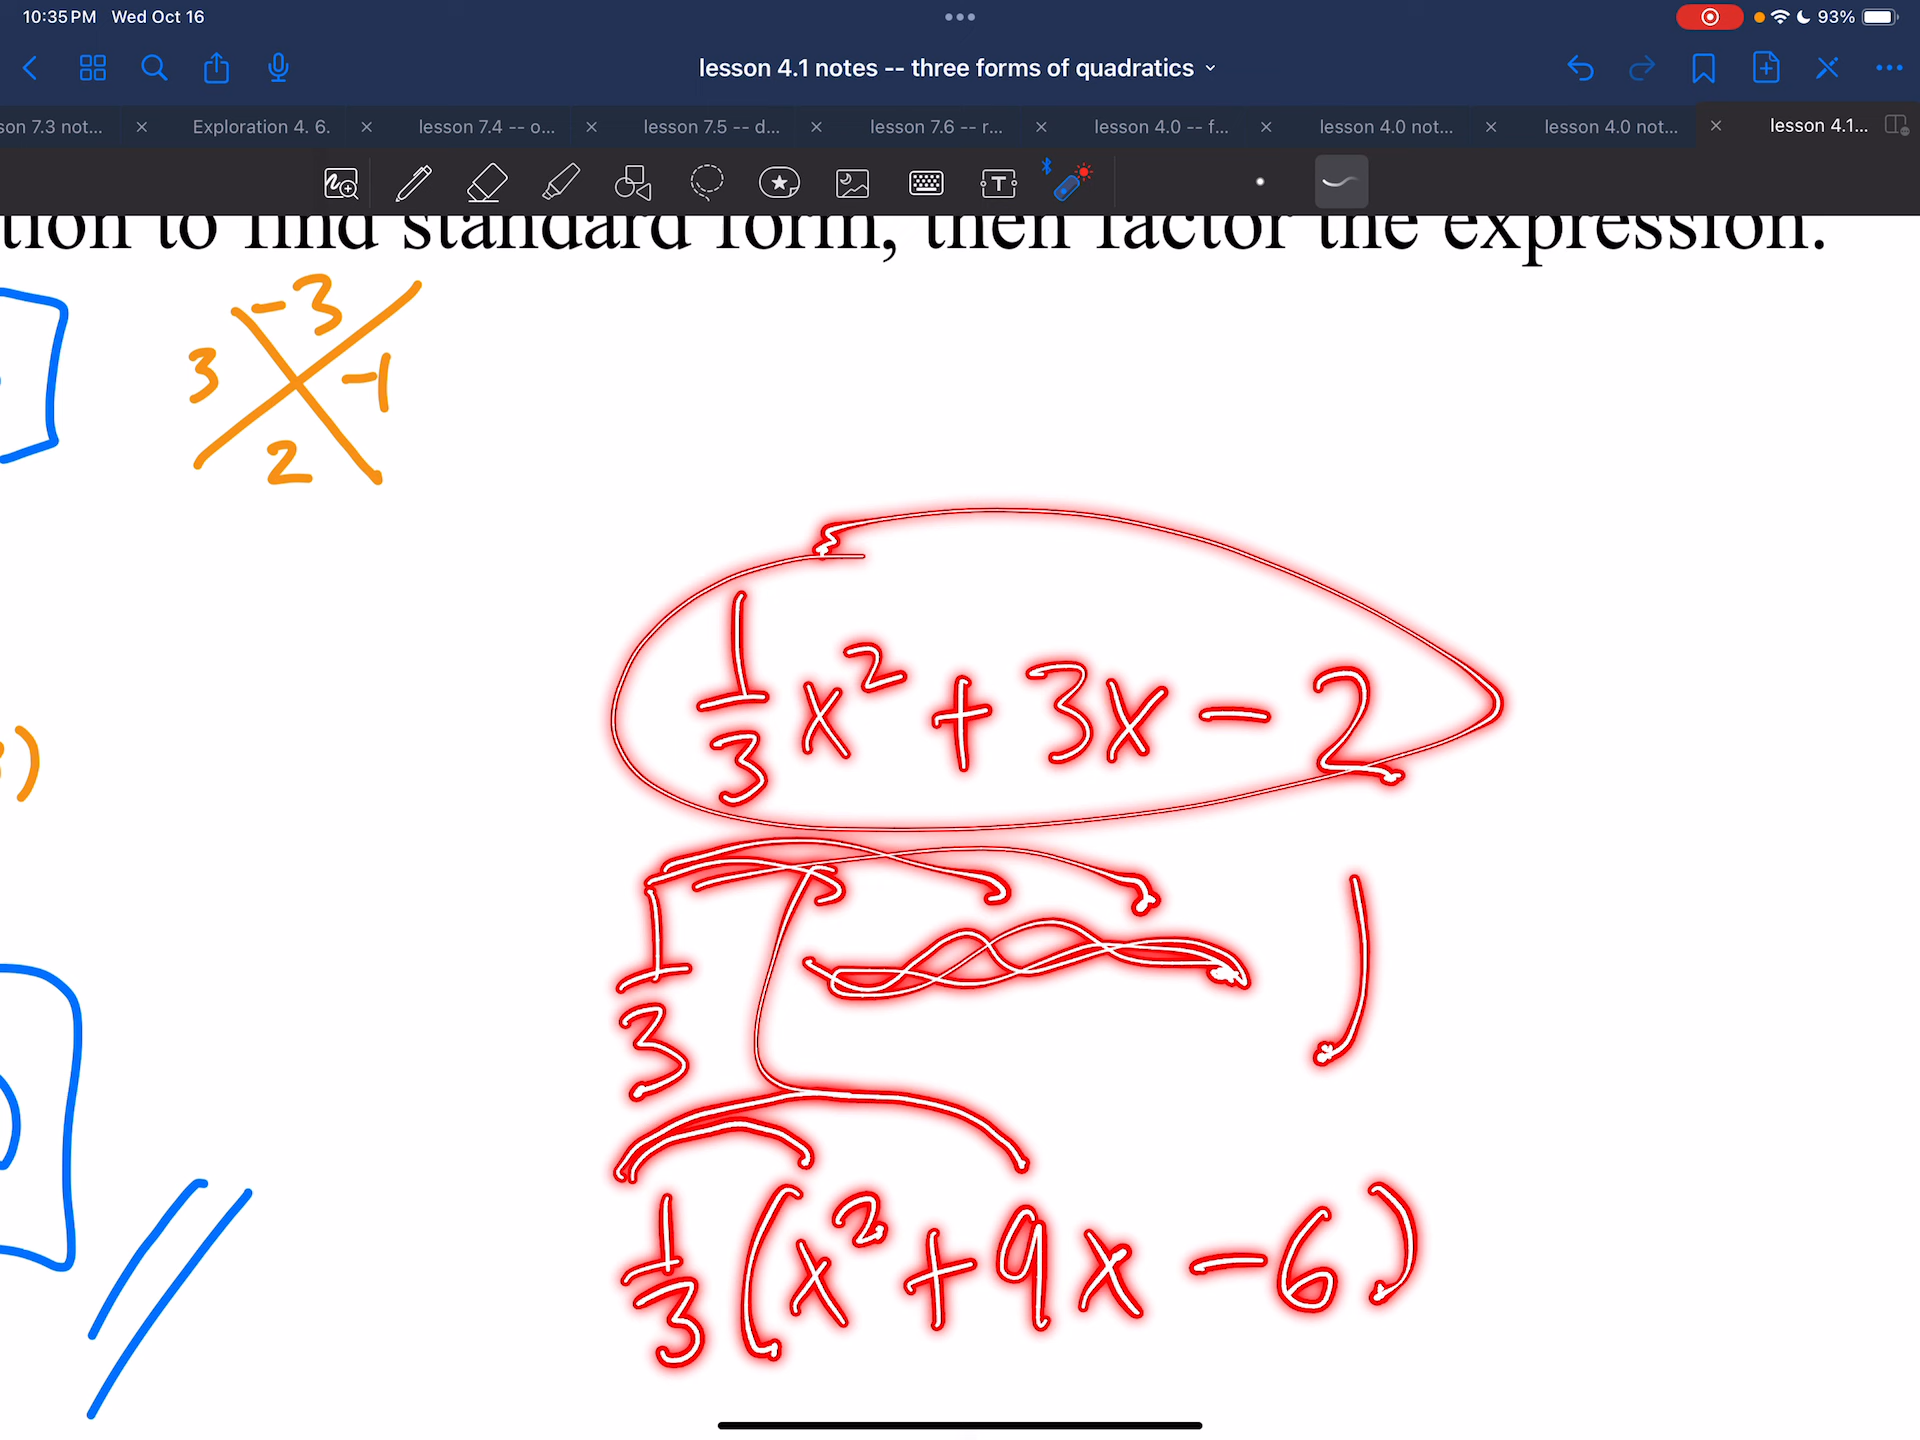 10:35 PM Wed Oct 16
93%
lesson 4.1 notes -- three forms of quadratics
son 7.3 not... Exploration 4. 6. lesson 7.4 -- o... lesson 7.5 -- d... lesson 7.6 -- r... lesson 4.0 -- f... lesson 4.0 not... lesson 4.0 not... lesson 4.1...
tion to find standard form, then factor the expression.
-3
3 -1
2
1/3 x² + 3x - 2
)
1/3 ( )
1/3 (x² + 9x - 6)